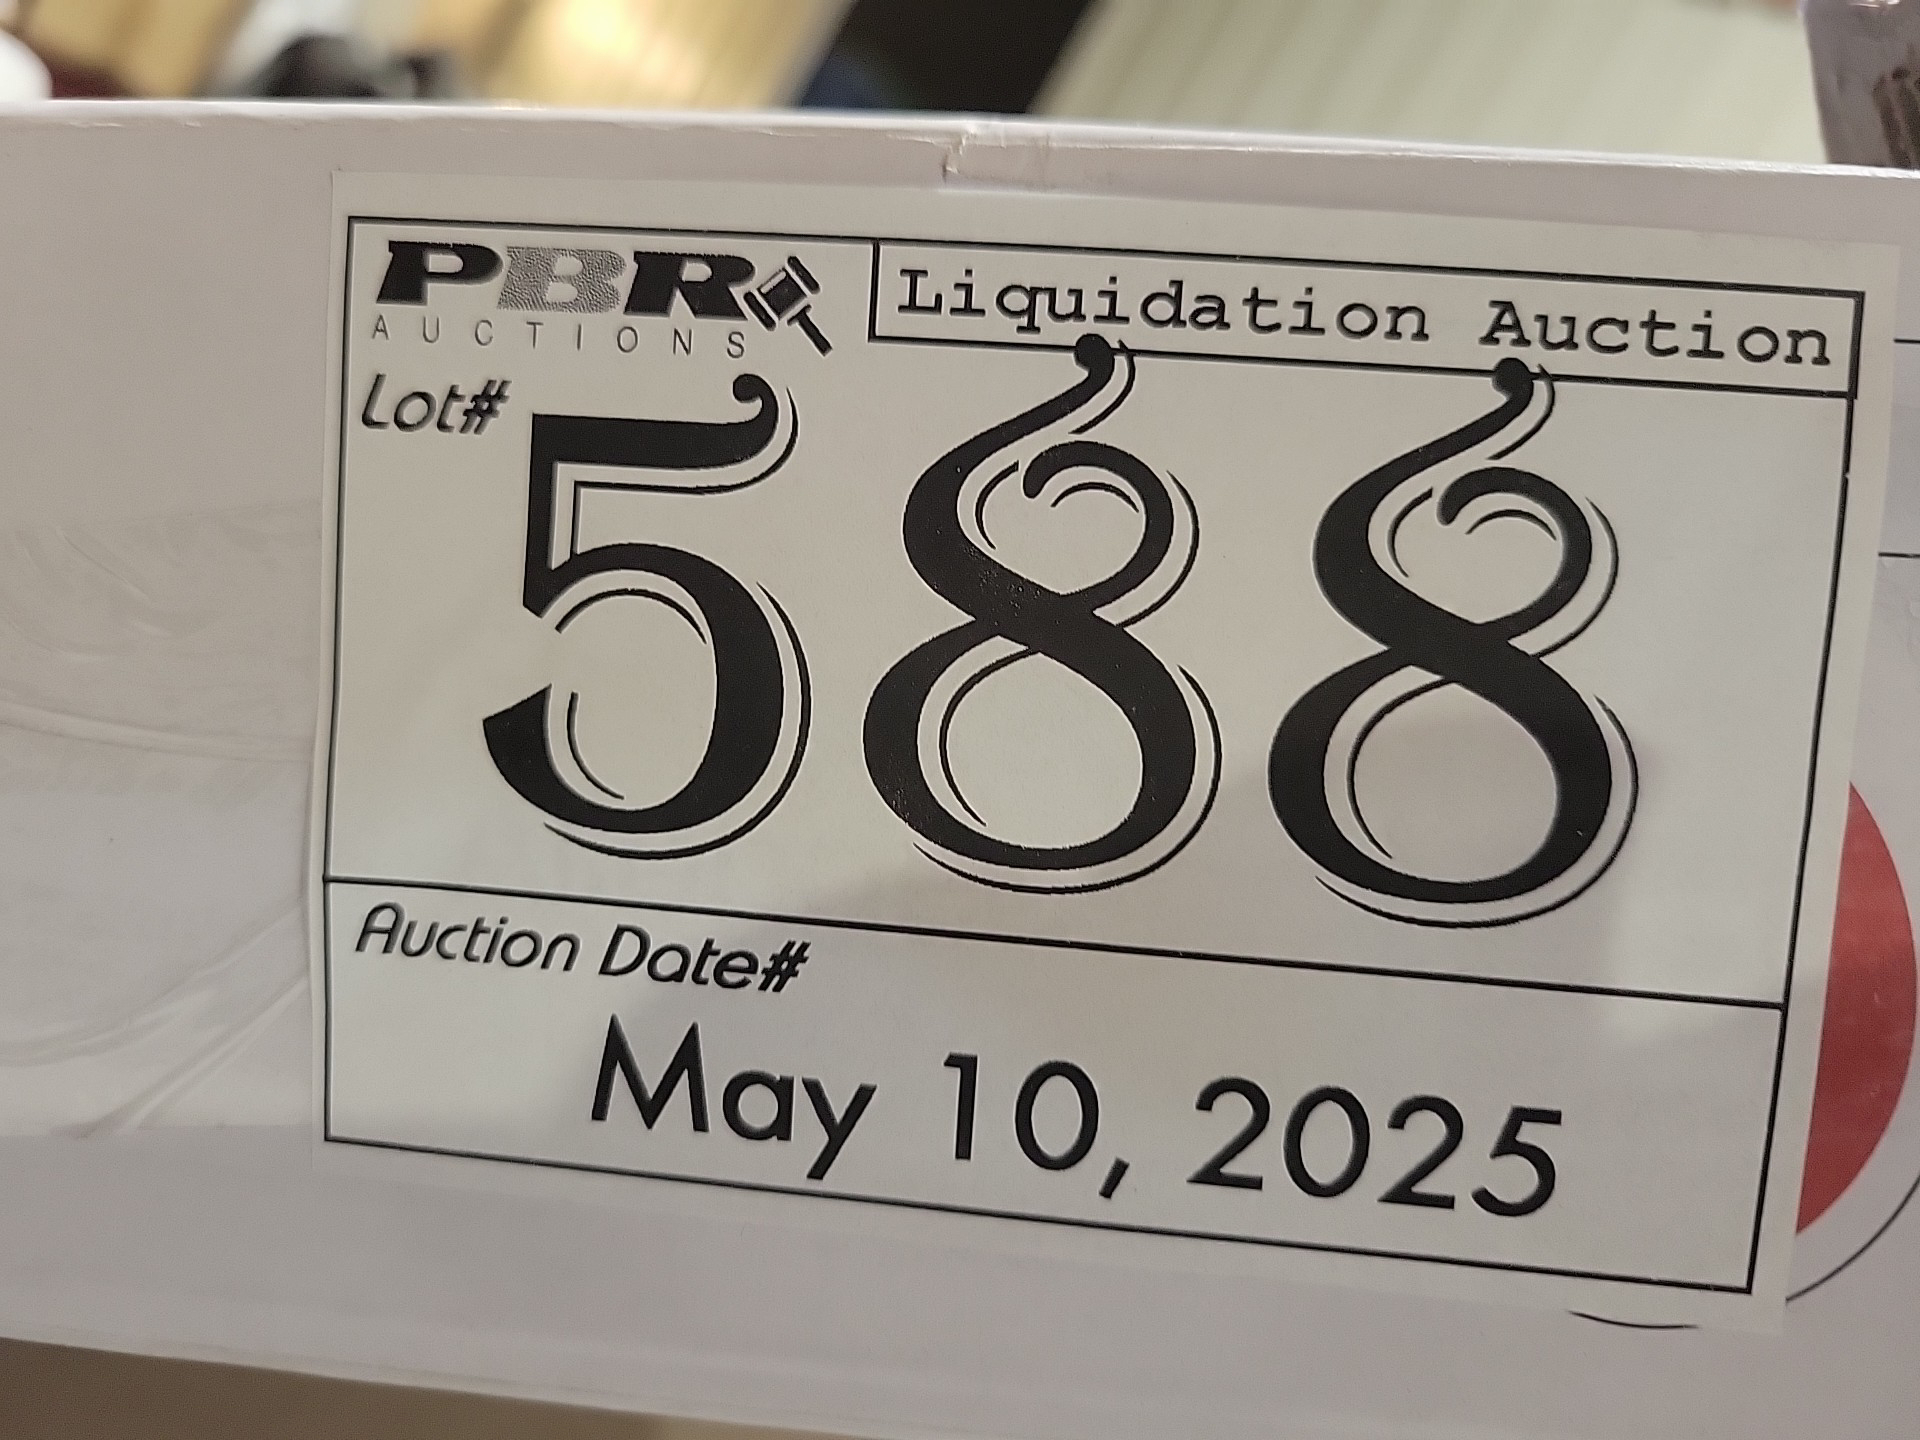 PBR
AUCTIONS
Liquidation Auction
Lot#
588
Auction Date#
May 10, 2025